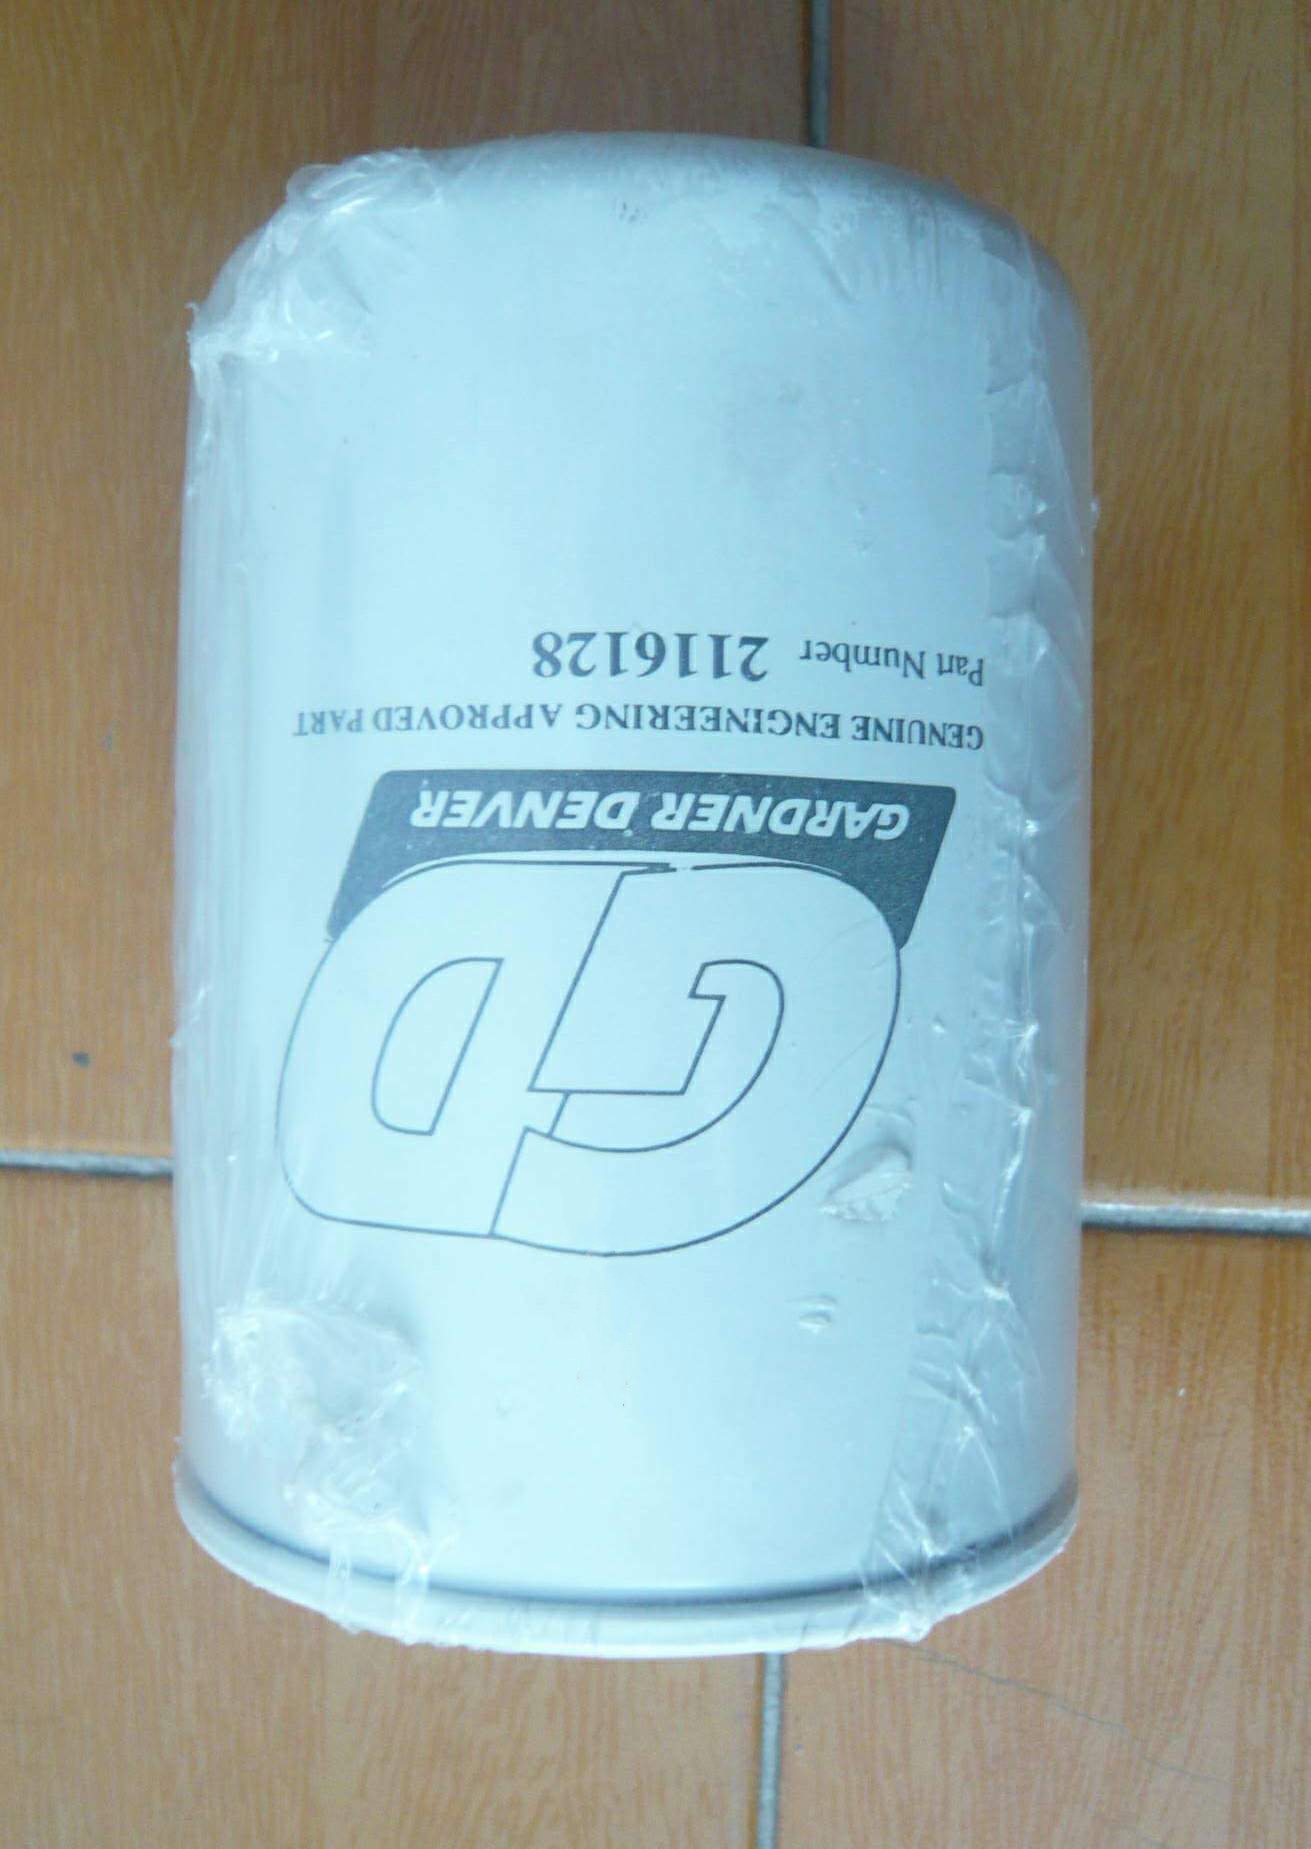 GD
GARDNER DENVER
GENUINE ENGINEERING APPROVED PART
Part Number 2116128